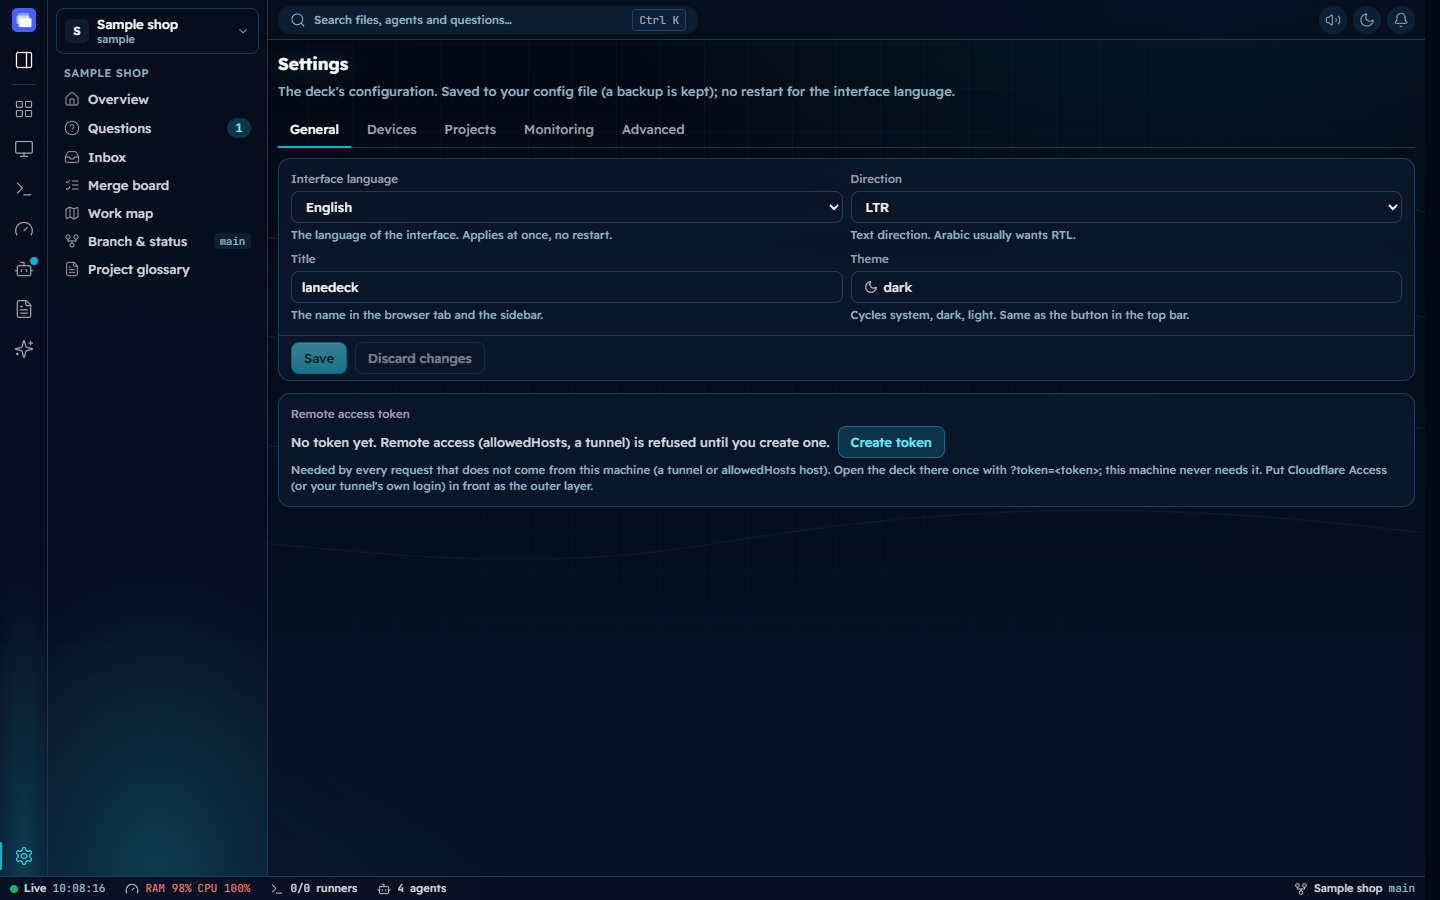 Sample shop
sample
Search files, agents and questions...
Ctrl K
SAMPLE SHOP
Overview
Questions
1
Inbox
Merge board
Work map
Branch & status
main
Project glossary
Settings
The deck's configuration. Saved to your config file (a backup is kept); no restart for the interface language.
General
Devices
Projects
Monitoring
Advanced
Interface language
Direction
English
LTR
The language of the interface. Applies at once, no restart.
Text direction. Arabic usually wants RTL.
Title
Theme
lanedeck
dark
The name in the browser tab and the sidebar.
Cycles system, dark, light. Same as the button in the top bar.
Save
Discard changes
Remote access token
No token yet. Remote access (allowedHosts, a tunnel) is refused until you create one.
Create token
Needed by every request that does not come from this machine (a tunnel or allowedHosts host). Open the deck there once with ?token=<token>; this machine never needs it. Put Cloudflare Access
(or your tunnel's own login) in front as the outer layer.
S
Live 10:08:16
RAM 98% CPU 100%
0/0 runners
4 agents
Sample shop main